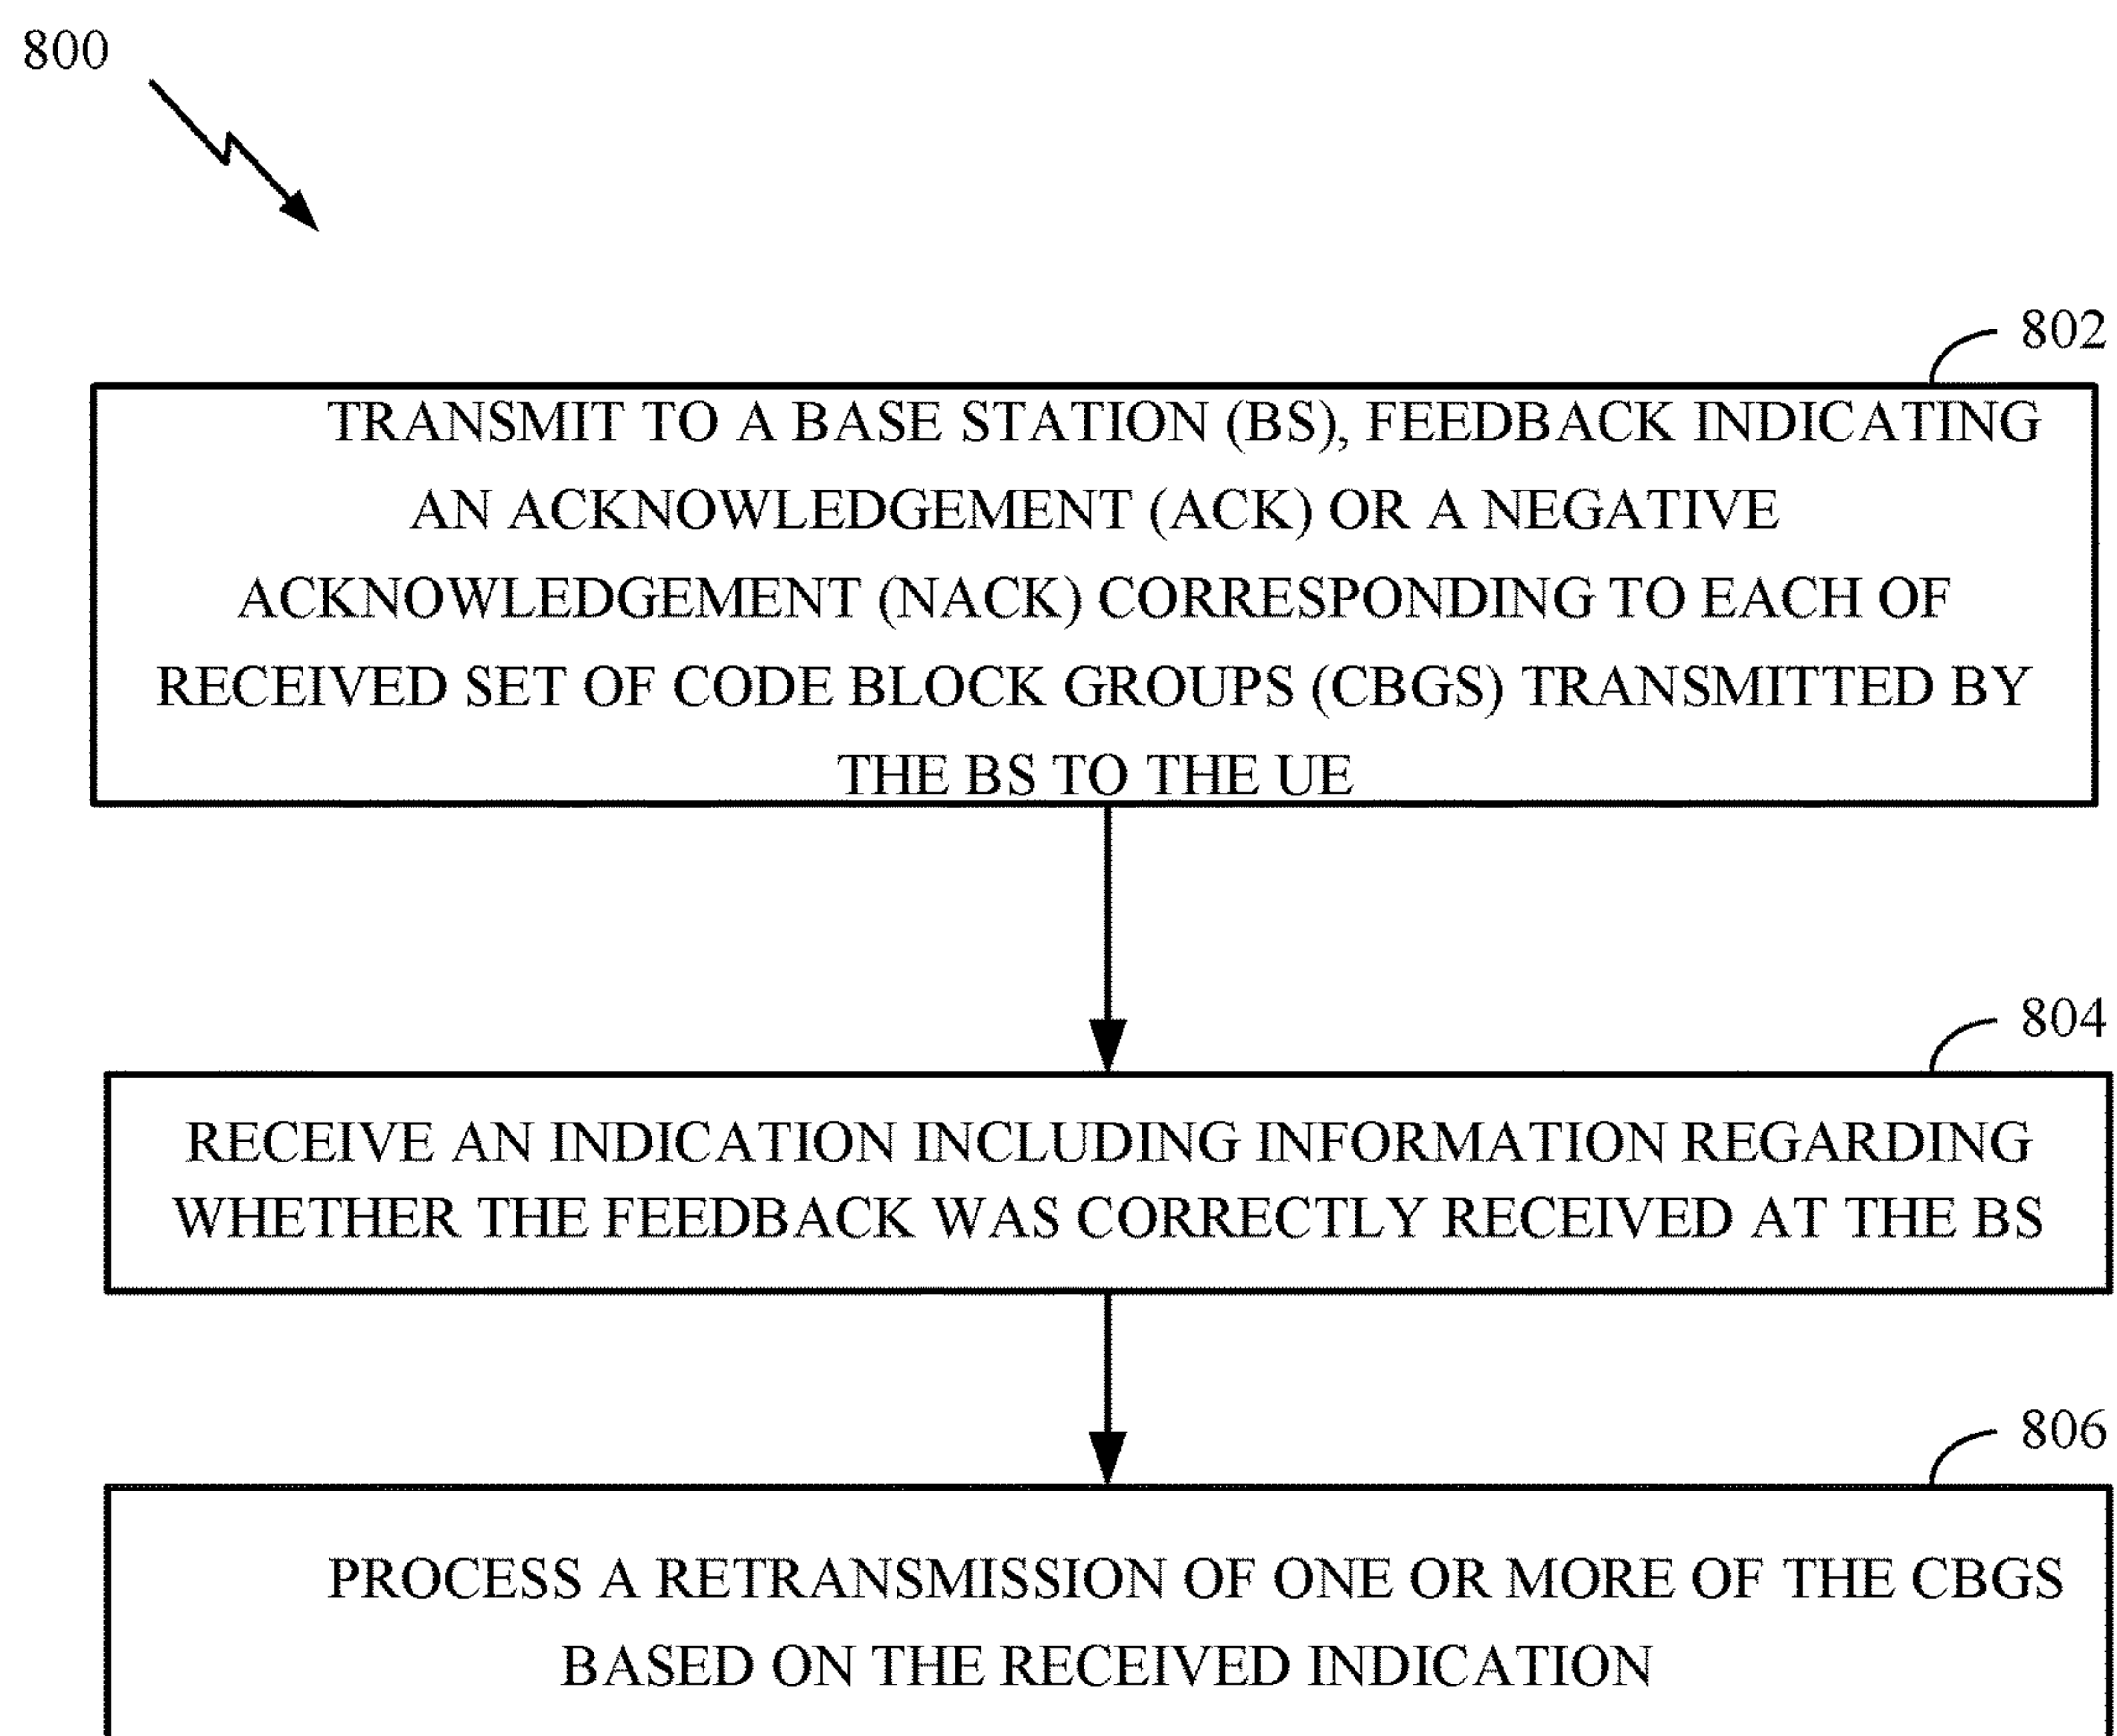 800
802
TRANSMIT TO A BASE STATION (BS), FEEDBACK INDICATING
AN ACKNOWLEDGEMENT (ACK) OR A NEGATIVE
ACKNOWLEDGEMENT (NACK) CORRESPONDING TO EACH OF
RECEIVED SET OF CODE BLOCK GROUPS (CBGS) TRANSMITTED BY
THE BS TO THE UE
804
RECEIVE AN INDICATION INCLUDING INFORMATION REGARDING
WHETHER THE FEEDBACK WAS CORRECTLY RECEIVED AT THE BS
806
PROCESS A RETRANSMISSION OF ONE OR MORE OF THE CBGS
BASED ON THE RECEIVED INDICATION